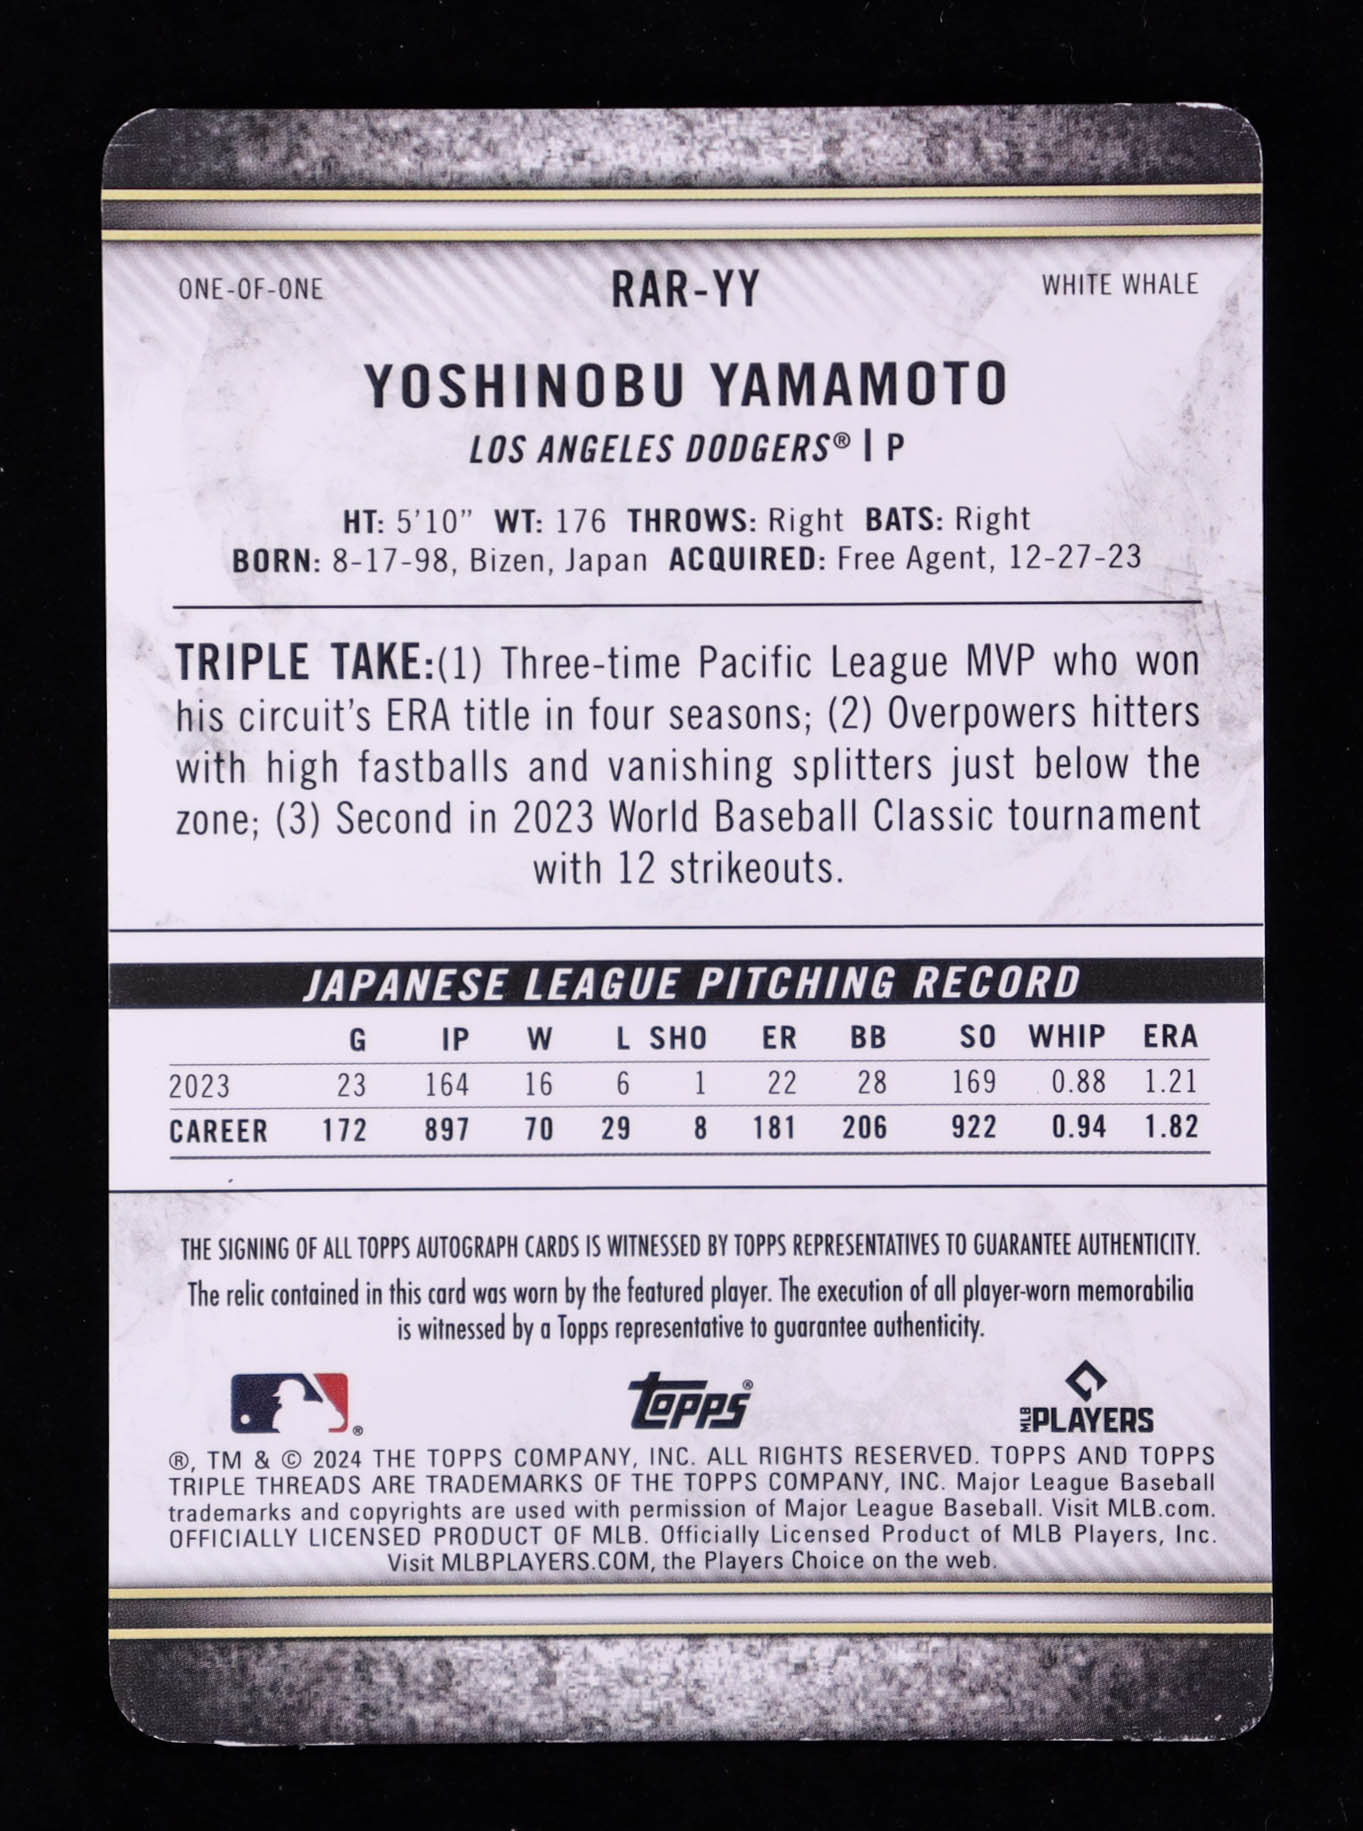 ONE-OF-ONE RAR-YY WHITE WHALE
YOSHINOBU YAMAMOTO
LOS ANGELES DODGERS® | P
HT: 5'10" WT: 176 THROWS: Right BATS: Right
BORN: 8-17-98, Bizen, Japan ACQUIRED: Free Agent, 12-27-23
TRIPLE TAKE:(1) Three-time Pacific League MVP who won
his circuit's ERA title in four seasons; (2) Overpowers hitters
with high fastballs and vanishing splitters just below the
zone; (3) Second in 2023 World Baseball Classic tournament
with 12 strikeouts.
JAPANESE LEAGUE PITCHING RECORD
G IP W L SHO ER BB SO WHIP ERA
2023 23 164 16 6 1 22 28 169 0.88 1.21
CAREER 172 897 70 29 8 181 206 922 0.94 1.82
THE SIGNING OF ALL TOPPS AUTOGRAPH CARDS IS WITNESSED BY TOPPS REPRESENTATIVES TO GUARANTEE AUTHENTICITY.
The relic contained in this card was worn by the featured player. The execution of all player-worn memorabilia
is witnessed by a Topps representative to guarantee authenticity.
® topps® MLB PLAYERS
®, TM & © 2024 THE TOPPS COMPANY, INC. ALL RIGHTS RESERVED. TOPPS AND TOPPS
TRIPLE THREADS ARE TRADEMARKS OF THE TOPPS COMPANY, INC. Major League Baseball
trademarks and copyrights are used with permission of Major League Baseball. Visit MLB.com.
OFFICIALLY LICENSED PRODUCT OF MLB. Officially Licensed Product of MLB Players, Inc.
Visit MLBPLAYERS.COM, the Players Choice on the web.